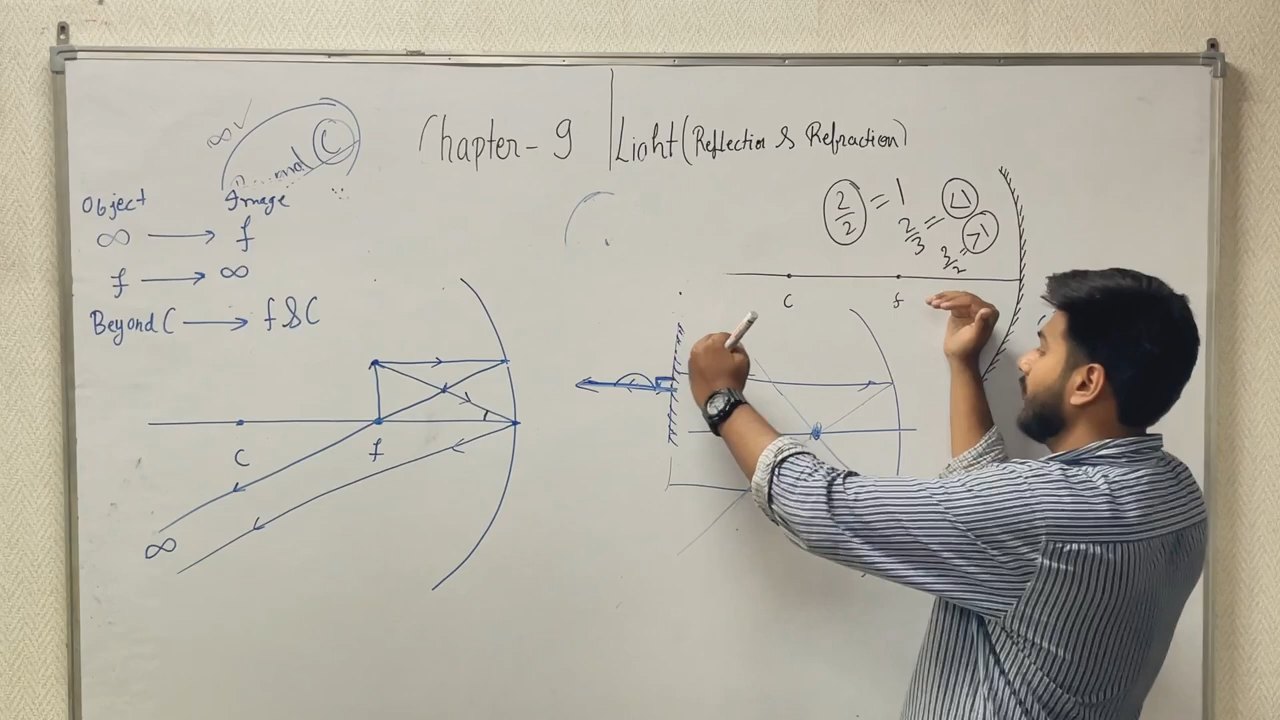 ∞ ✓
C
Chapter - 9 | Light (Reflection & Refraction)
Object Image
∞ → f
f → ∞
Beyond C → f & C
2/2 = 1
2/3 = <1
3/2 = >1
C f
C f
∞